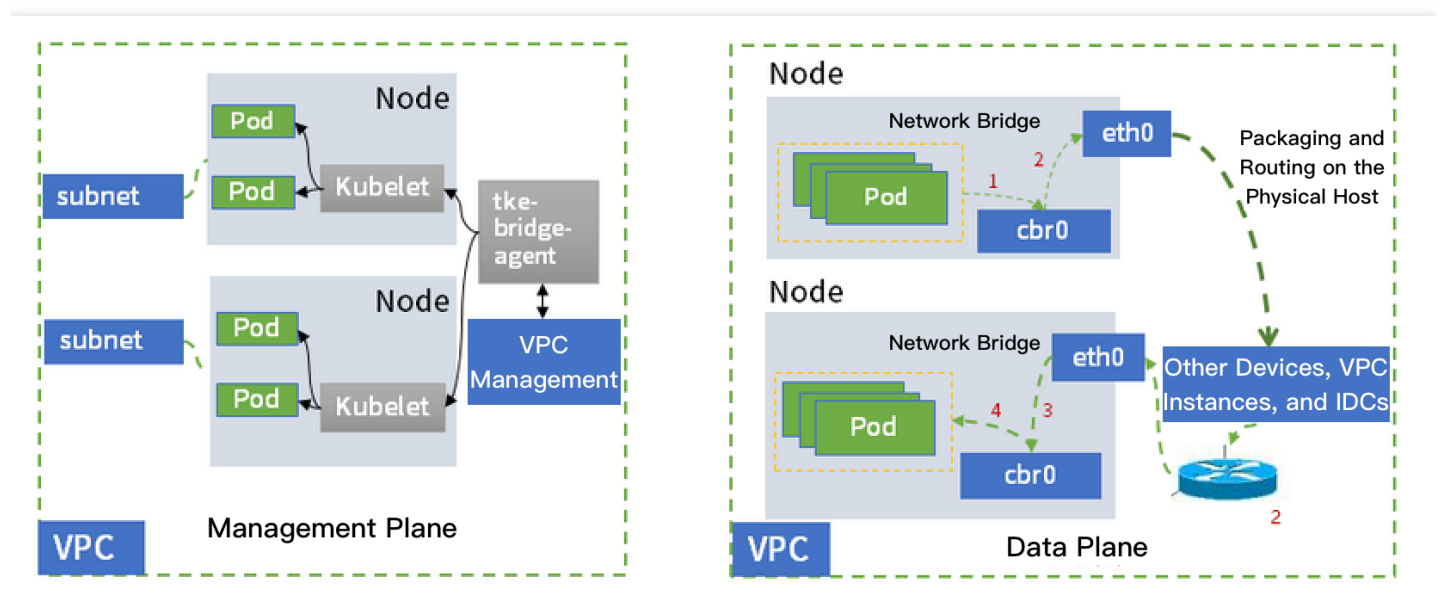 Node
Pod
subnet
Pod
Kubelet
tke-
bridge-
agent
Node
subnet
Pod
VPC
Management
Pod
Kubelet
VPC
Management Plane
Node
Network Bridge
eth0
Packaging and
Routing on the
Physical Host
2
1
Pod
cbr0
Node
Network Bridge
eth0
Other Devices, VPC
Instances, and IDCs
Pod
4
3
cbr0
2
VPC
Data Plane